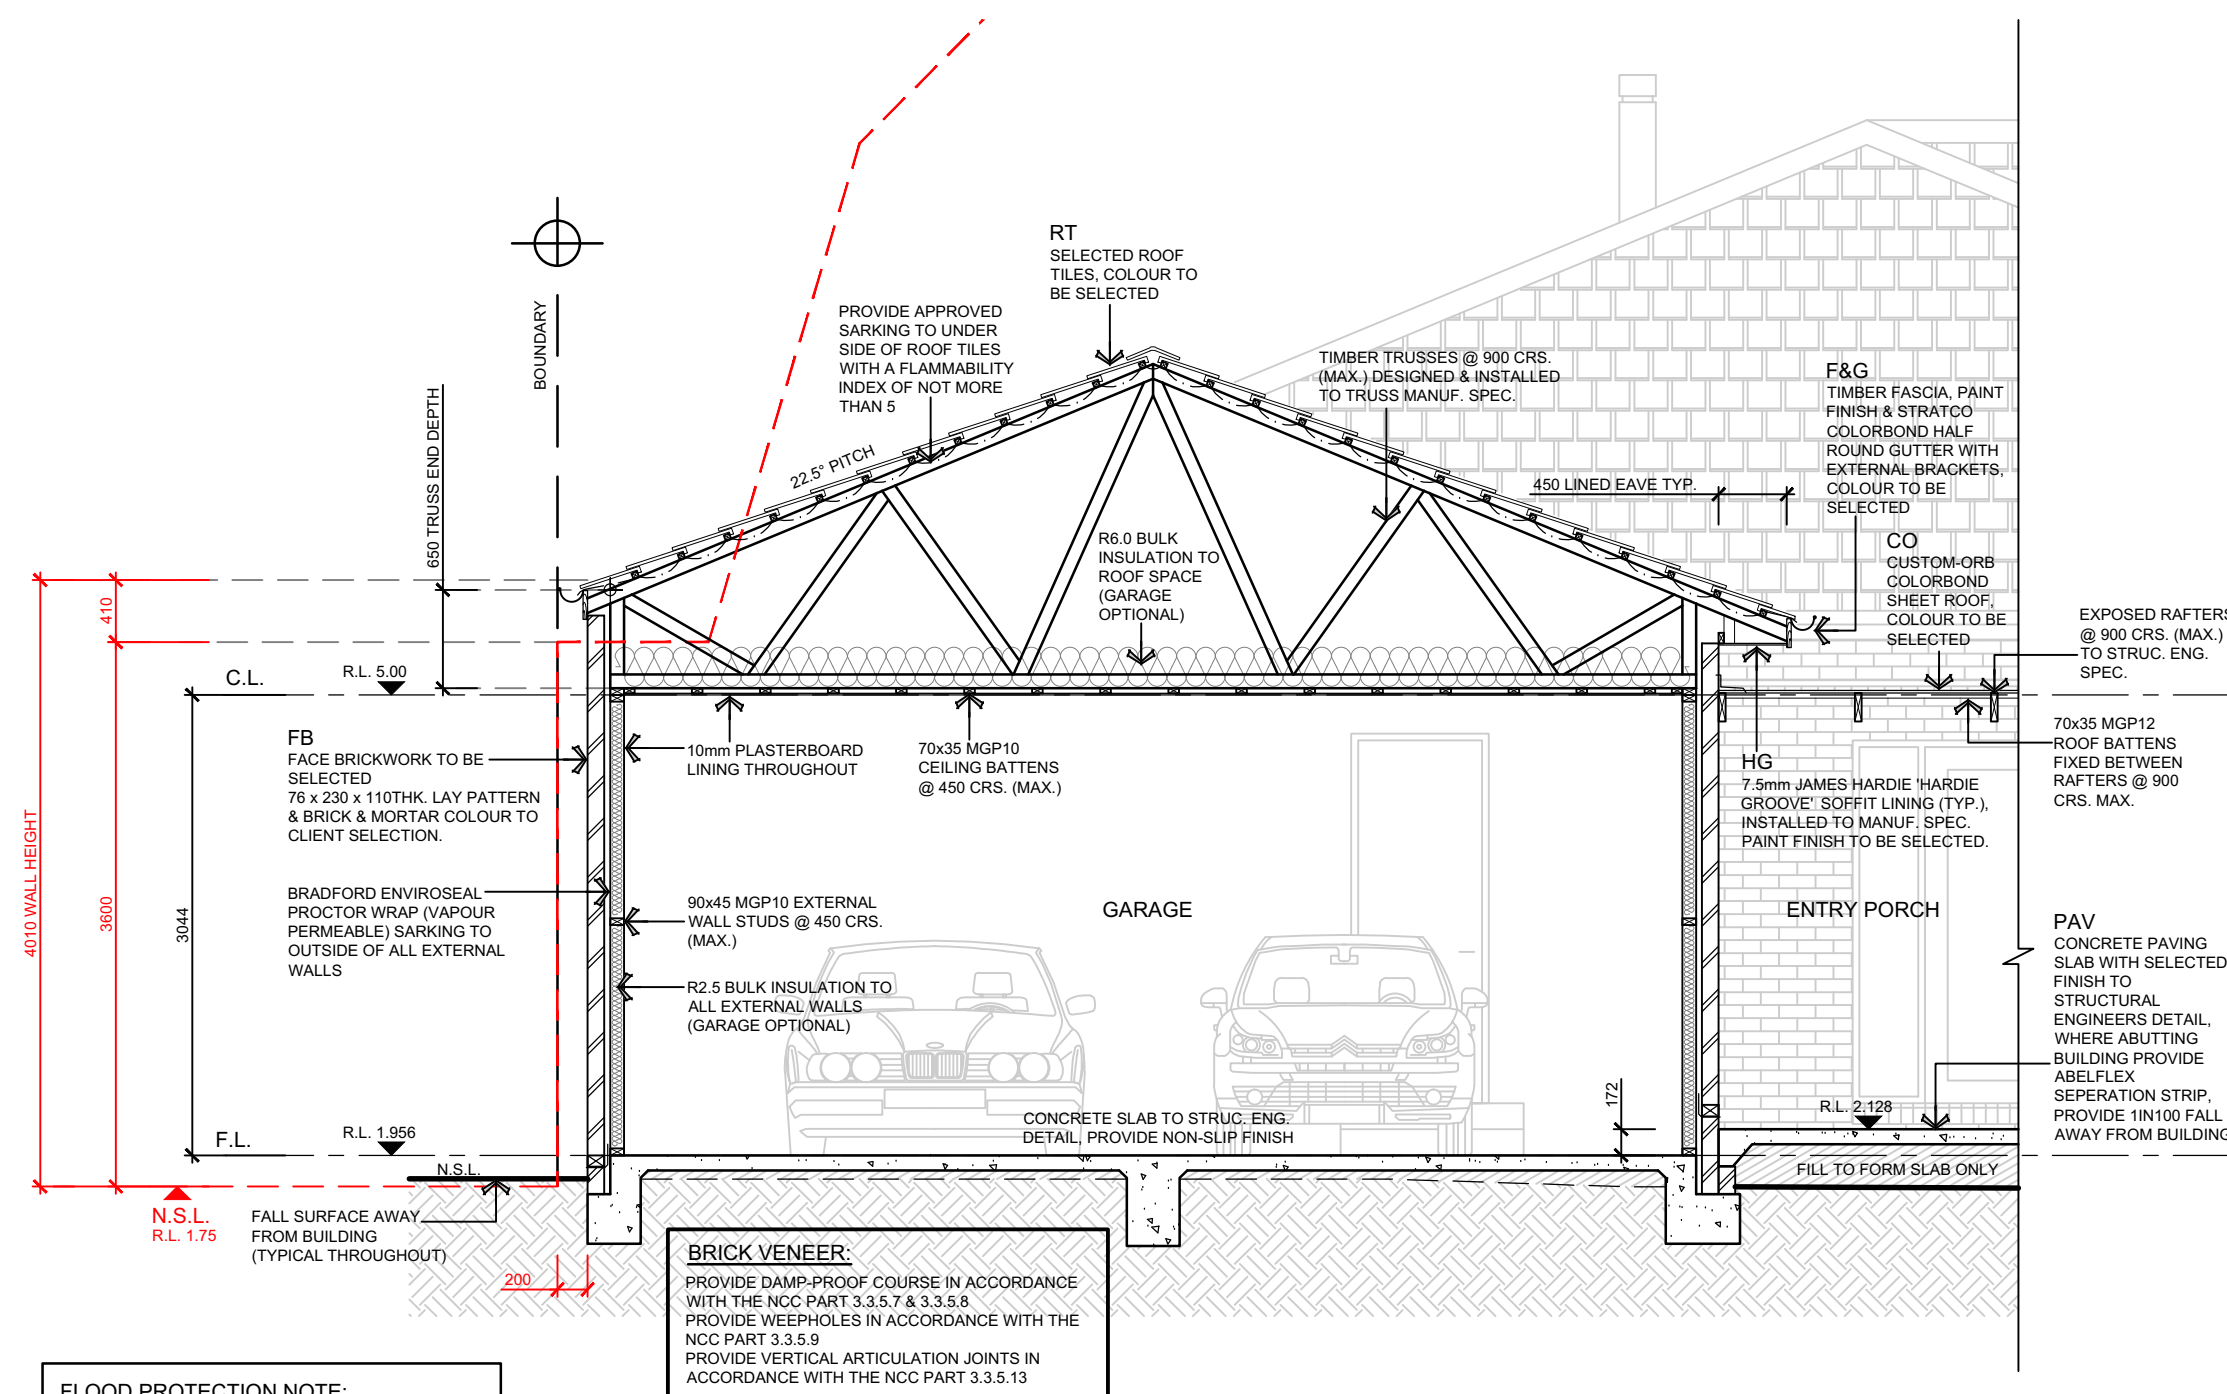 RT
SELECTED ROOF
TILES, COLOUR TO
BE SELECTED
BOUNDARY
PROVIDE APPROVED
SARKING TO UNDER
SIDE OF ROOF TILES
WITH A FLAMMABILITY
INDEX OF NOT MORE
THAN 5
TIMBER TRUSSES @ 900 CRS.
(MAX.) DESIGNED & INSTALLED
TO TRUSS MANUF. SPEC.
F&G
TIMBER FASCIA, PAINT
FINISH & STRATCO
COLORBOND HALF
ROUND GUTTER WITH
EXTERNAL BRACKETS,
COLOUR TO BE
SELECTED
650 TRUSS END DEPTH
22.5° PITCH
450 LINED EAVE TYP.
R6.0 BULK
INSULATION TO
ROOF SPACE
(GARAGE
OPTIONAL)
CO
CUSTOM-ORB
COLORBOND
SHEET ROOF,
COLOUR TO BE
SELECTED
EXPOSED RAFTERS
@ 900 CRS. (MAX.)
TO STRUC. ENG.
SPEC.
410
C.L.
R.L. 5.00
FB
FACE BRICKWORK TO BE
SELECTED
76 x 230 x 110THK. LAY PATTERN
& BRICK & MORTAR COLOUR TO
CLIENT SELECTION.
10mm PLASTERBOARD
LINING THROUGHOUT
70x35 MGP10
CEILING BATTENS
@ 450 CRS. (MAX.)
70x35 MGP12
ROOF BATTENS
FIXED BETWEEN
RAFTERS @ 900
CRS. MAX.
HG
7.5mm JAMES HARDIE 'HARDIE
GROOVE' SOFFIT LINING (TYP.),
INSTALLED TO MANUF. SPEC.
PAINT FINISH TO BE SELECTED.
4010 WALL HEIGHT
3600
3044
BRADFORD ENVIROSEAL
PROCTOR WRAP (VAPOUR
PERMEABLE) SARKING TO
OUTSIDE OF ALL EXTERNAL
WALLS
90x45 MGP10 EXTERNAL
WALL STUDS @ 450 CRS.
(MAX.)
GARAGE
ENTRY PORCH
R2.5 BULK INSULATION TO
ALL EXTERNAL WALLS
(GARAGE OPTIONAL)
PAV
CONCRETE PAVING
SLAB WITH SELECTED
FINISH TO
STRUCTURAL
ENGINEERS DETAIL,
WHERE ABUTTING
BUILDING PROVIDE
ABELFLEX
SEPERATION STRIP,
PROVIDE 1IN100 FALL
AWAY FROM BUILDING
172
R.L. 2.128
CONCRETE SLAB TO STRUC. ENG.
DETAIL, PROVIDE NON-SLIP FINISH
F.L.
R.L. 1.956
N.S.L.
FILL TO FORM SLAB ONLY
N.S.L.
R.L. 1.75
FALL SURFACE AWAY
FROM BUILDING
(TYPICAL THROUGHOUT)
200
BRICK VENEER:
PROVIDE DAMP-PROOF COURSE IN ACCORDANCE
WITH THE NCC PART 3.3.5.7 & 3.3.5.8
PROVIDE WEEPHOLES IN ACCORDANCE WITH THE
NCC PART 3.3.5.9
PROVIDE VERTICAL ARTICULATION JOINTS IN
ACCORDANCE WITH THE NCC PART 3.3.5.13
FLOOD PROTECTION NOTE: